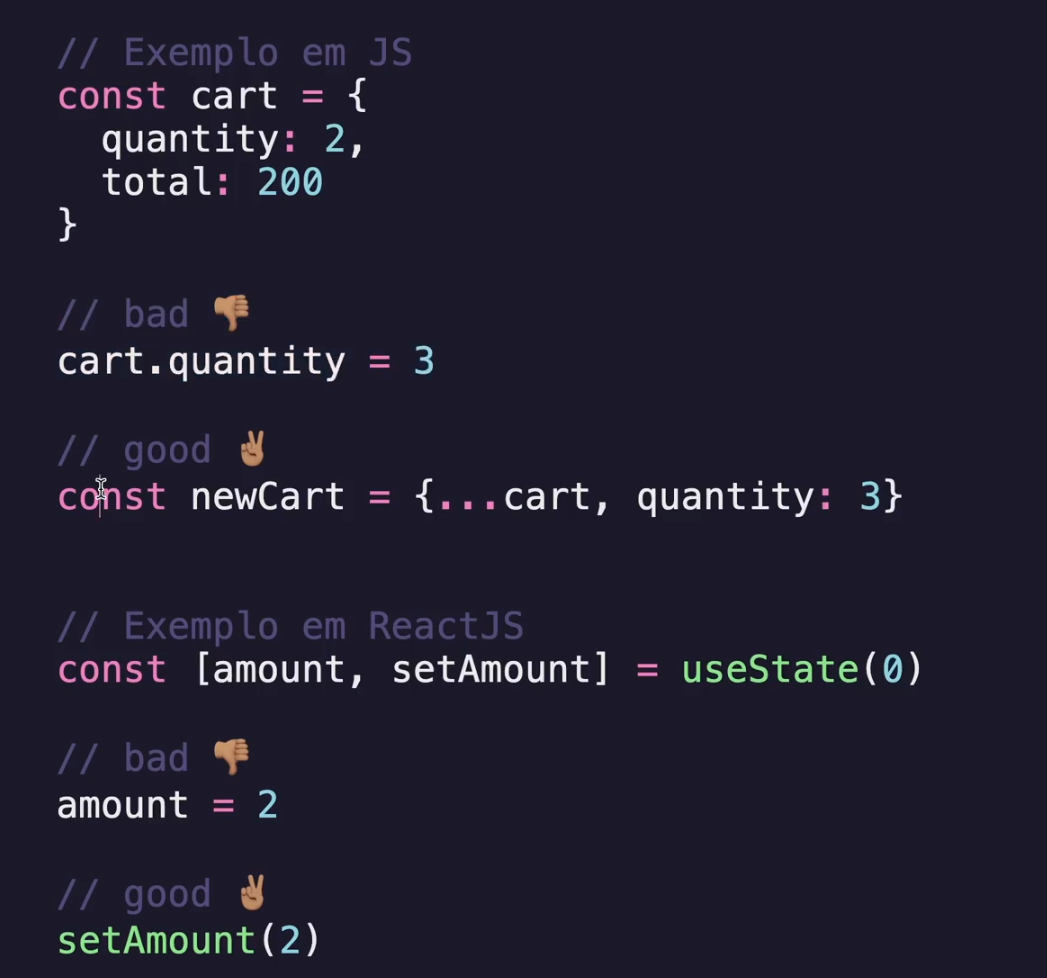 // Exemplo em JS
const cart = {
  quantity: 2,
  total: 200
}
// bad 👎🏽
cart.quantity = 3
// good ✌🏽
const newCart = {...cart, quantity: 3}
// Exemplo em ReactJS
const [amount, setAmount] = useState(0)
// bad 👎🏽
amount = 2
// good ✌🏽
setAmount(2)